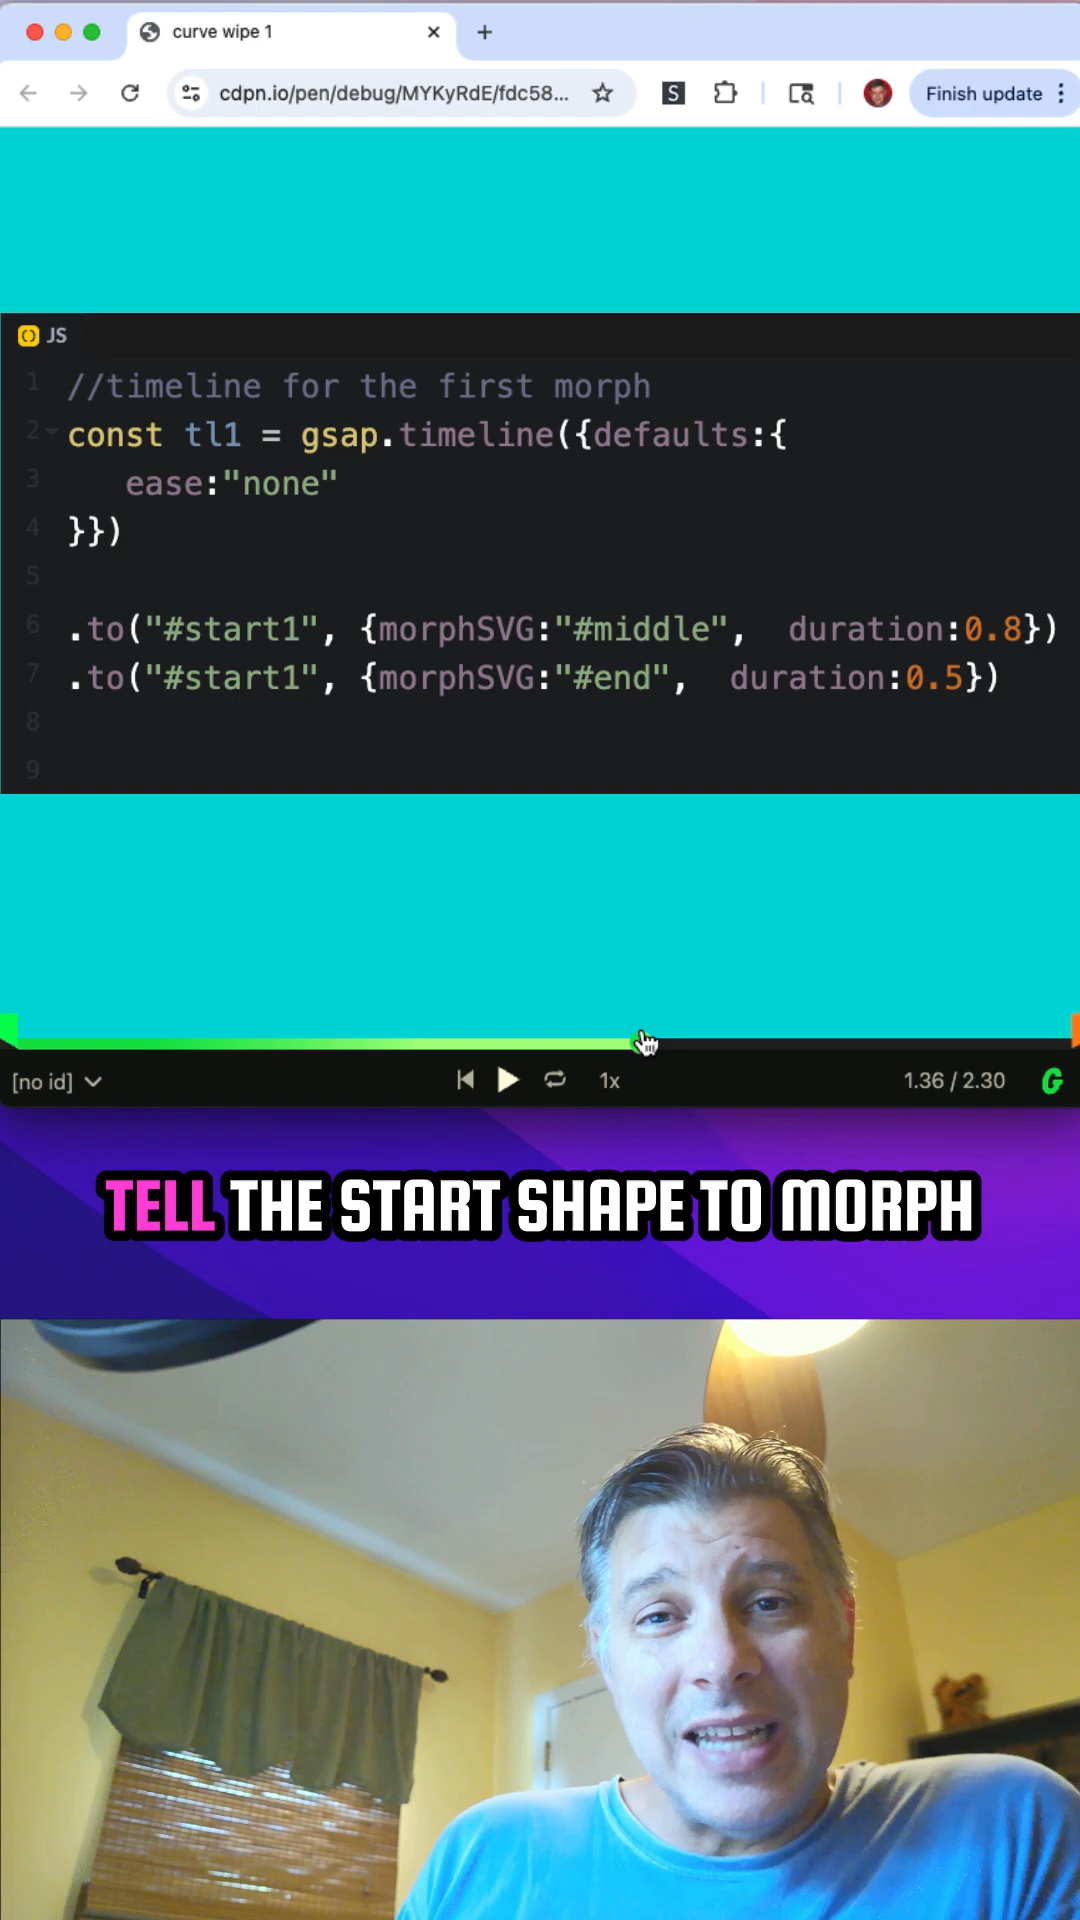 curve wipe 1
cdpn.io/pen/debug/MYKyRdE/fdc58...
S
Finish update
JS
1 //timeline for the first morph
2 const tl1 = gsap.timeline({defaults:{
3 ease:"none"
4 }})
5
6 .to("#start1", {morphSVG:"#middle", duration:0.8})
7 .to("#start1", {morphSVG:"#end", duration:0.5})
8
9
[no id] 1x 1.36 / 2.30 G
TELL THE START SHAPE TO MORPH